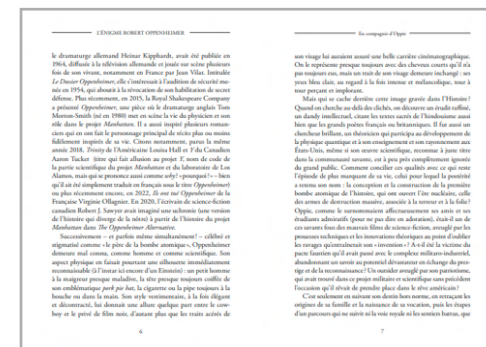 L'ÉNIGME ROBERT OPPENHEIMER
le dramaturge allemand Heinar Kipphardt, avait été publiée en
1964, diffusée à la télévision allemande et jouée sur scène plusieurs
fois de son vivant, notamment en France par Jean Vilar. Intitulée
Le Dossier Oppenheimer, elle s'intéressait à l'audition de sécurité me-
née en 1954, qui aboutit à la révocation de son habilitation de secret
défense. Plus récemment, en 2015, la Royal Shakespeare Company
a présenté Oppenheimer, une pièce de le dramaturge anglais Tom
Morton-Smith (né en 1980) met en scène la vie du physicien et son
rôle dans le projet Manhattan. Il a aussi inspiré plusieurs roman-
ciers qui en ont fait le personnage principal de récits plus ou moins
fidèlement inspirés de sa vie. Citons notamment, parus la même
année 2018, Trinity de l'Américaine Louisa Hall et Y du Canadien
Aaron Tucker (titre qui fait allusion au projet Y, nom de code de
la partie scientifique du projet Manhattan et du laboratoire de Los
Alamos, mais qui se prononce aussi comme why! « pourquoi ! » – bien
qu'il ait été simplement traduit en français sous le titre Oppenheimer)
ou plus récemment encore, en 2022, Ils ont tué Oppenheimer de la
Française Virginie Ollagnier. En 2020, l'écrivain de science-fiction
canadien Robert J. Sawyer avait imaginé une uchronie (une version
de l'histoire qui diverge de la nôtre) à partir de l'histoire du projet
Manhattan dans The Oppenheimer Alternative.
Successivement – et parfois même simultanément ! – célébré et
stigmatisé comme « le père de la bombe atomique », Oppenheimer
demeure mal connu, comme homme et comme scientifique. Son
aspect physique en faisait pourtant une silhouette immédiatement
reconnaissable (à l'instar ici encore d'un Einstein) : un petit homme
à la maigreur presque maladive, la tête presque toujours coiffée de
son emblématique pork pie hat, la cigarette ou la pipe toujours à la
bouche ou dans la main. Son style vestimentaire, à la fois élégant
et décontracté, lui donnait une allure quelque part entre le cow-
boy et le privé de film noir, d'autant plus que les traits acérés de
6
En compagnie d'Oppie
son visage lui auraient assuré une belle carrière cinématographique.
On le représente presque toujours avec des cheveux courts qu'il n'a
pas toujours eus, mais un trait de son visage demeure inchangé : ses
yeux bleu clair, au regard à la fois intense et mélancolique, tour à
tour perçant et implorant.
Mais qui se cache derrière cette image gravée dans l'Histoire ?
Quand on cherche au-delà des clichés, on découvre un érudit raffiné,
un dandy intellectuel, citant les textes sacrés de l'hindouisme aussi
bien que les grands poètes français ou britanniques. Il fut aussi un
chercheur brillant, un théoricien qui participa au développement de
la physique quantique et à son enseignement et son rayonnement aux
États-Unis, même si son œuvre scientifique, reconnue à juste titre
dans la communauté savante, est à peu près complètement ignorée
du grand public. Comment concilier ces qualités avec ce qui reste
l'épisode de plus marquant de sa vie, celui pour lequel la postérité
a retenu son nom : la conception et la construction de la première
bombe atomique de l'histoire, qui ont ouvert l'ère nucléaire, celle
des armes de destruction massive, associée à la terreur et à la folie ?
Oppie, comme le surnommaient affectueusement ses amis et ses
étudiants admiratifs (pour ne pas dire en adoration), était-il un de
ces savants fous des mauvais films de science-fiction, aveuglé par les
prouesses techniques et les innovations théoriques au point d'oublier
les ravages qu'entraînerait son « invention » ? A-t-il été la victime du
pacte faustien qu'il avait passé avec le complexe militaro-industriel,
abandonnant un savoir au potentiel dévastateur en échange du pres-
tige et de la reconnaissance ? Un outsider aveuglé par son patriotisme,
qui avait trouvé dans ce projet militaire et scientifique sans précédent
l'occasion qu'il rêvait de prendre place dans le rêve américain ?
C'est seulement en suivant son destin hors norme, en retraçant les
origines de sa famille et la naissance de sa vocation, puis les étapes
d'un parcours qui ne suivit ni la voie royale ni les sentiers battus, que
7